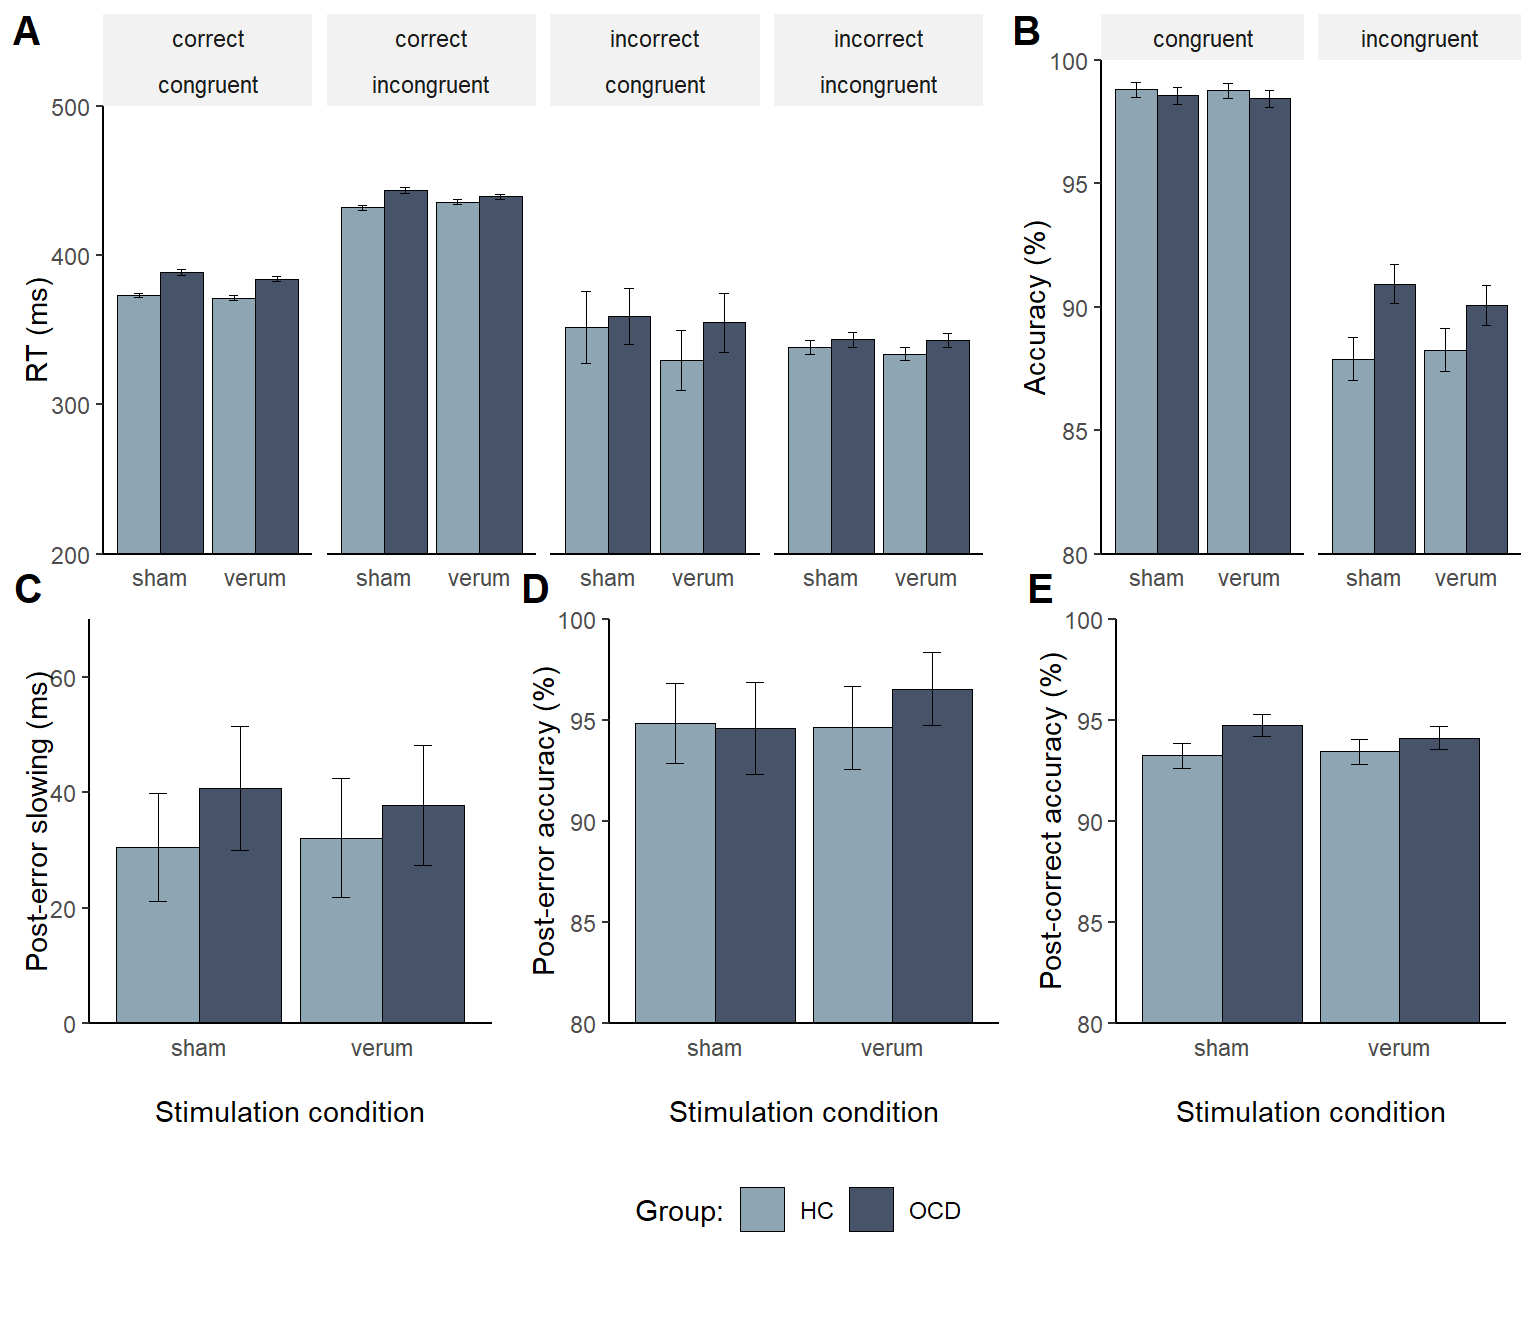 A
correct
congruent
correct
incongruent
incorrect
congruent
incorrect
incongruent
RT (ms)
500
400
300
200
sham verum
sham verum
sham verum
sham verum
B
congruent
incongruent
Accuracy (%)
100
95
90
85
80
sham verum
sham verum
C
Post-error slowing (ms)
60
40
20
0
sham verum
Stimulation condition
D
Post-error accuracy (%)
100
95
90
85
80
sham verum
Stimulation condition
E
Post-correct accuracy (%)
100
95
90
85
80
sham verum
Stimulation condition
Group: HC OCD